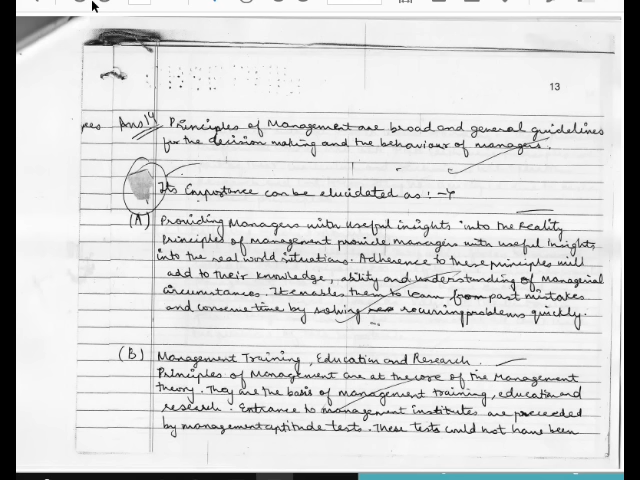 13
Ans 14 Principles of Management are broad and general guidelines
for the decision making and the behaviour of managers.
Its Importance can be elucidated as : -
(A) Providing Managers with useful insights into the Reality
Principles of management provide managers with useful Insights
into the real world situations. Adherence to these principles will
add to their knowledge, ability and understanding of Managerial
circumstances. It enables them to learn from past mistakes
and conserve time by solving recurring problems quickly.
(B) Management Training, Education and Research.
Principles of Management are at the core of the Management
theory. They are the basis of management training, education and
research. Entrance to management institutes are preceded
by management aptitude tests. These tests could not have been